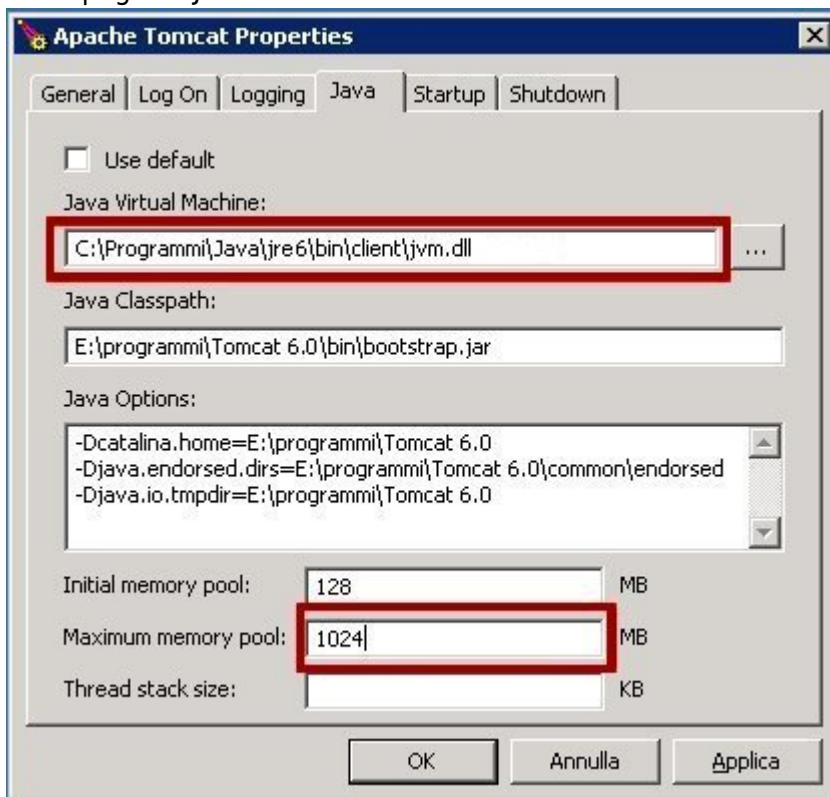 Apache Tomcat Properties
General Log On Logging Java Startup Shutdown
Use default
Java Virtual Machine:
C:\Programmi\Java\jre6\bin\client\jvm.dll ...
Java Classpath:
E:\programmi\Tomcat 6.0\bin\bootstrap.jar
Java Options:
-Dcatalina.home=E:\programmi\Tomcat 6.0
-Djava.endorsed.dirs=E:\programmi\Tomcat 6.0\common\endorsed
-Djava.io.tmpdir=E:\programmi\Tomcat 6.0
Initial memory pool: 128 MB
Maximum memory pool: 1024 MB
Thread stack size: KB
OK Annulla Applica